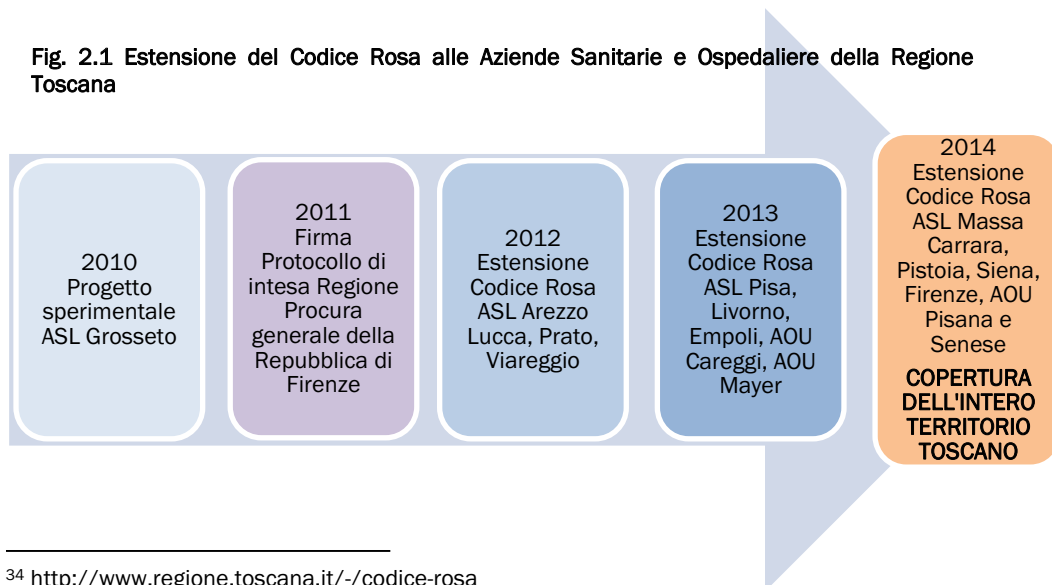 Fig. 2.1 Estensione del Codice Rosa alle Aziende Sanitarie e Ospedaliere della Regione
Toscana
2010
Progetto
sperimentale
ASL Grosseto
2011
Firma
Protocollo di
intesa Regione
Procura
generale della
Repubblica di
Firenze
2012
Estensione
Codice Rosa
ASL Arezzo
Lucca, Prato,
Viareggio
2013
Estensione
Codice Rosa
ASL Pisa,
Livorno,
Empoli, AOU
Careggi, AOU
Mayer
2014
Estensione
Codice Rosa
ASL Massa
Carrara,
Pistoia, Siena,
Firenze, AOU
Pisana e
Senese
COPERTURA
DELL'INTERO
TERRITORIO
TOSCANO
34 http://www.regione.toscana.it/-/codice-rosa